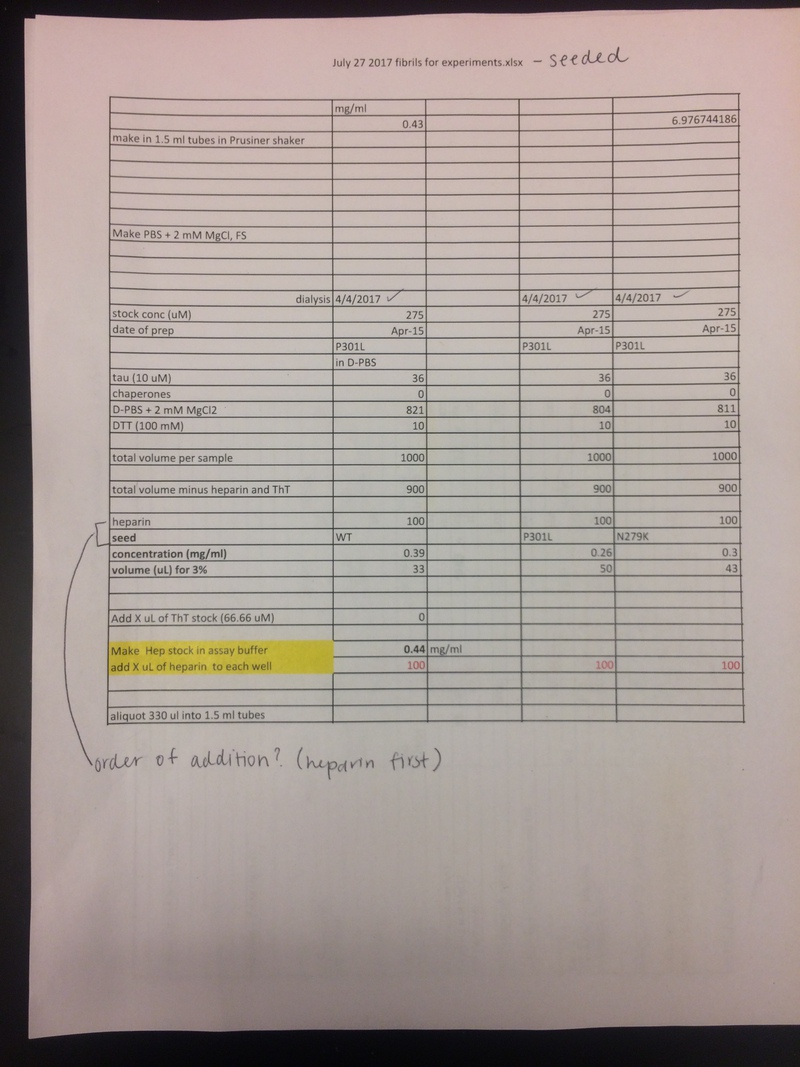 July 27 2017 fibrils for experiments.xlsx - seeded
mg/ml
0.43 6.976744186
make in 1.5 ml tubes in Prusiner shaker
Make PBS + 2 mM MgCl, FS
dialysis 4/4/2017 ✓ 4/4/2017 ✓ 4/4/2017 ✓
stock conc (uM) 275 275 275
date of prep Apr-15 Apr-15 Apr-15
P301L P301L P301L
in D-PBS
tau (10 uM) 36 36 36
chaperones 0 0 0
D-PBS + 2 mM MgCl2 821 804 811
DTT (100 mM) 10 10 10
total volume per sample 1000 1000 1000
total volume minus heparin and ThT 900 900 900
heparin 100 100 100
seed WT P301L N279K
concentration (mg/ml) 0.39 0.26 0.3
volume (uL) for 3% 33 50 43
Add X uL of ThT stock (66.66 uM) 0
Make Hep stock in assay buffer 0.44 mg/ml
add X uL of heparin to each well 100 100 100
aliquot 330 ul into 1.5 ml tubes
order of addition? (heparin first)